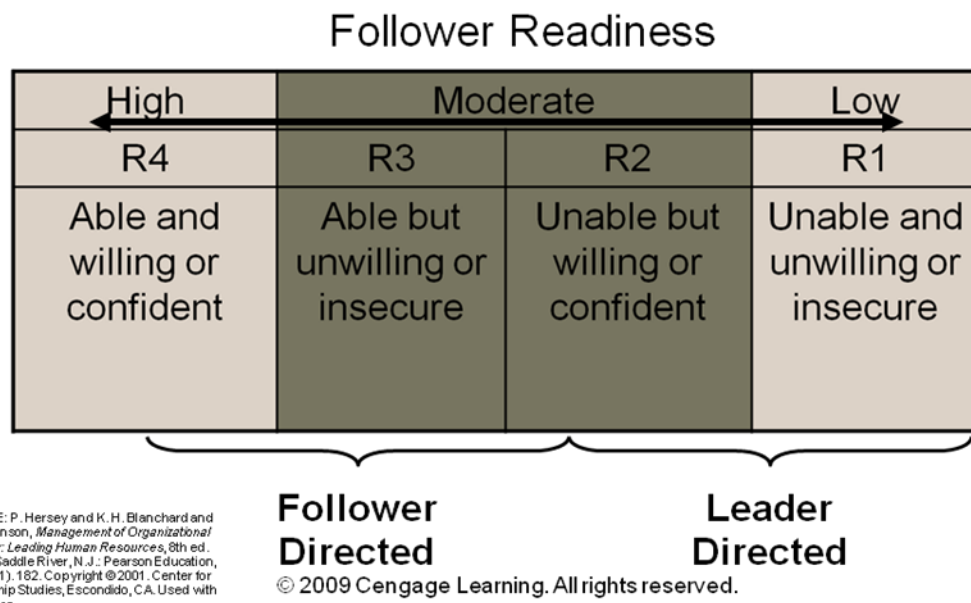 Follower Readiness
High Moderate Low
R4 R3 R2 R1
Able and Able but Unable but Unable and
willing or unwilling or willing or unwilling or
confident insecure confident insecure
Follower Leader
Directed Directed
E: P. Hersey and K. H. Blanchard and
nson, Management of Organizational
: Leading Human Resources, 8th ed.
Saddle River, N.J.: Pearson Education,
1). 182. Copyright © 2001. Center for
hip Studies, Escondido, CA. Used with
© 2009 Cengage Learning. All rights reserved.